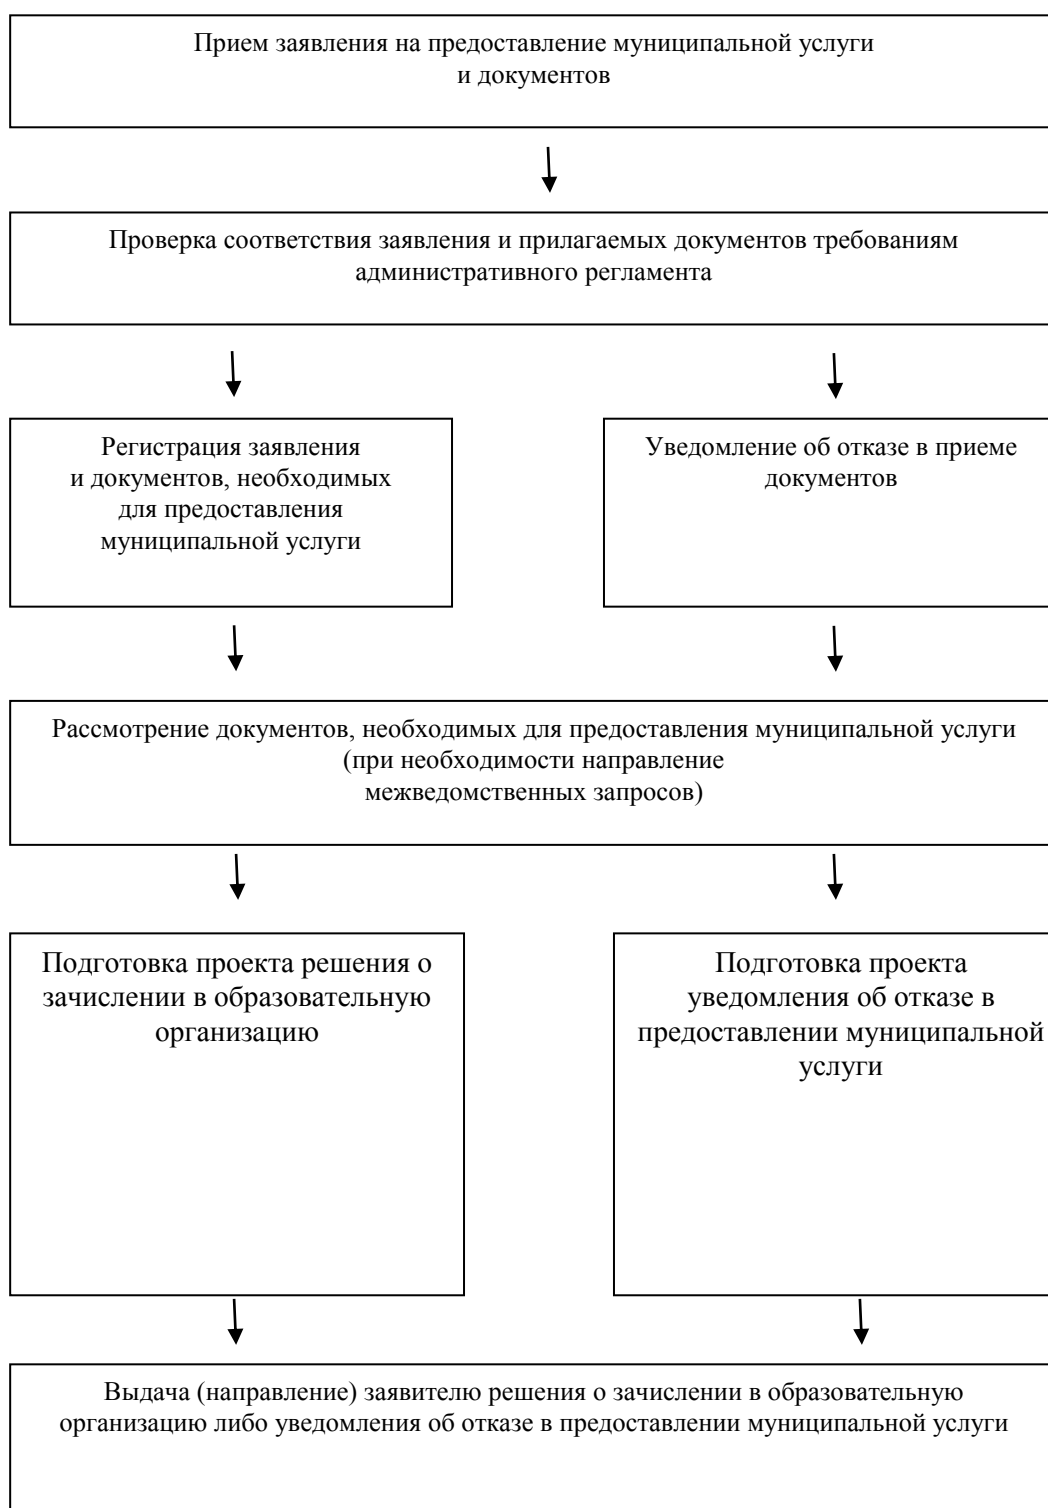 Прием заявления на предоставление муниципальной услуги
и документов
Проверка соответствия заявления и прилагаемых документов требованиям
административного регламента
Регистрация заявления
и документов, необходимых
для предоставления
муниципальной услуги
Уведомление об отказе в приеме
документов
Рассмотрение документов, необходимых для предоставления муниципальной услуги
(при необходимости направление
межведомственных запросов)
Подготовка проекта решения о
зачислении в образовательную
организацию
Подготовка проекта
уведомления об отказе в
предоставлении муниципальной
услуги
Выдача (направление) заявителю решения о зачислении в образовательную
организацию либо уведомления об отказе в предоставлении муниципальной услуги